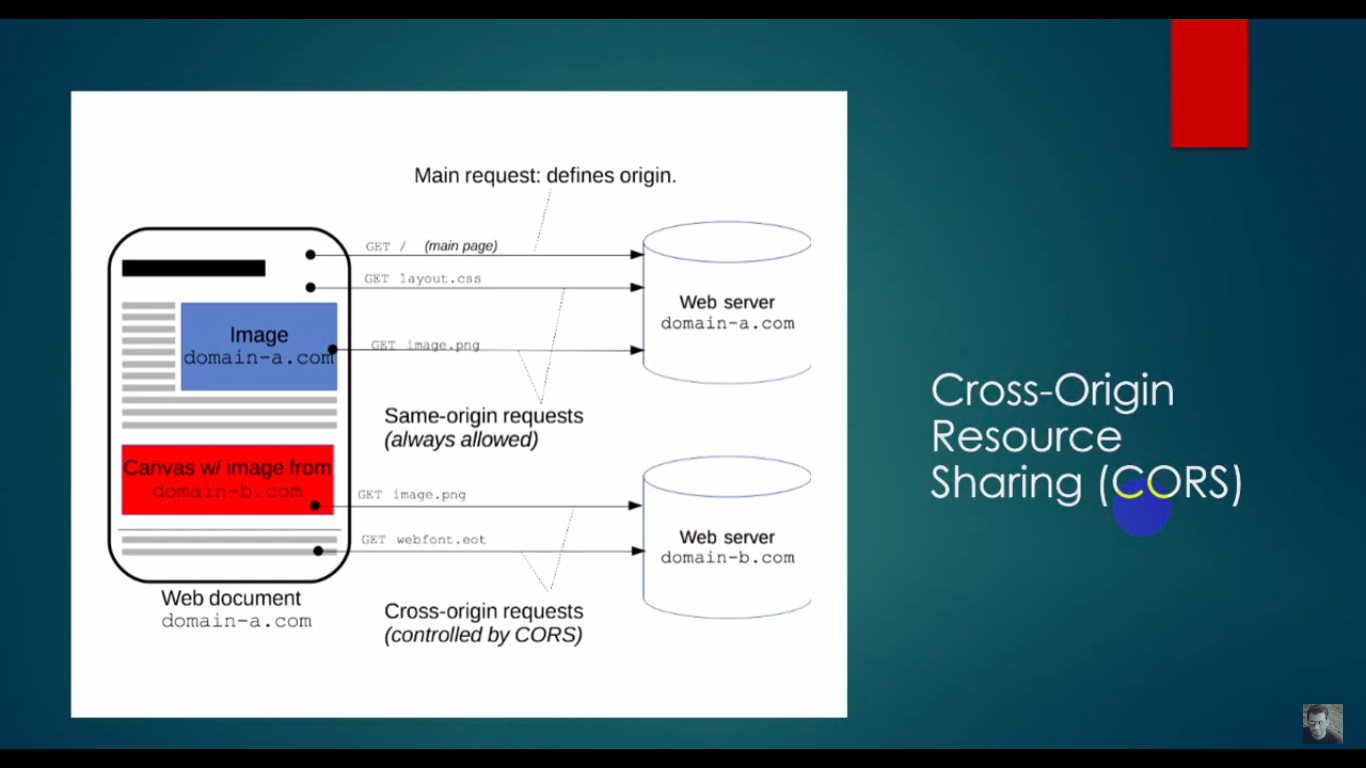 Main request: defines origin.
GET / (main page)
GET layout.css
Image
domain-a.com
GET image.png
Web server
domain-a.com
Same-origin requests
(always allowed)
Canvas w/ image from
domain-b.com
GET image.png
GET webfont.eot
Web server
domain-b.com
Web document
domain-a.com
Cross-origin requests
(controlled by CORS)
Cross-Origin
Resource
Sharing (CORS)